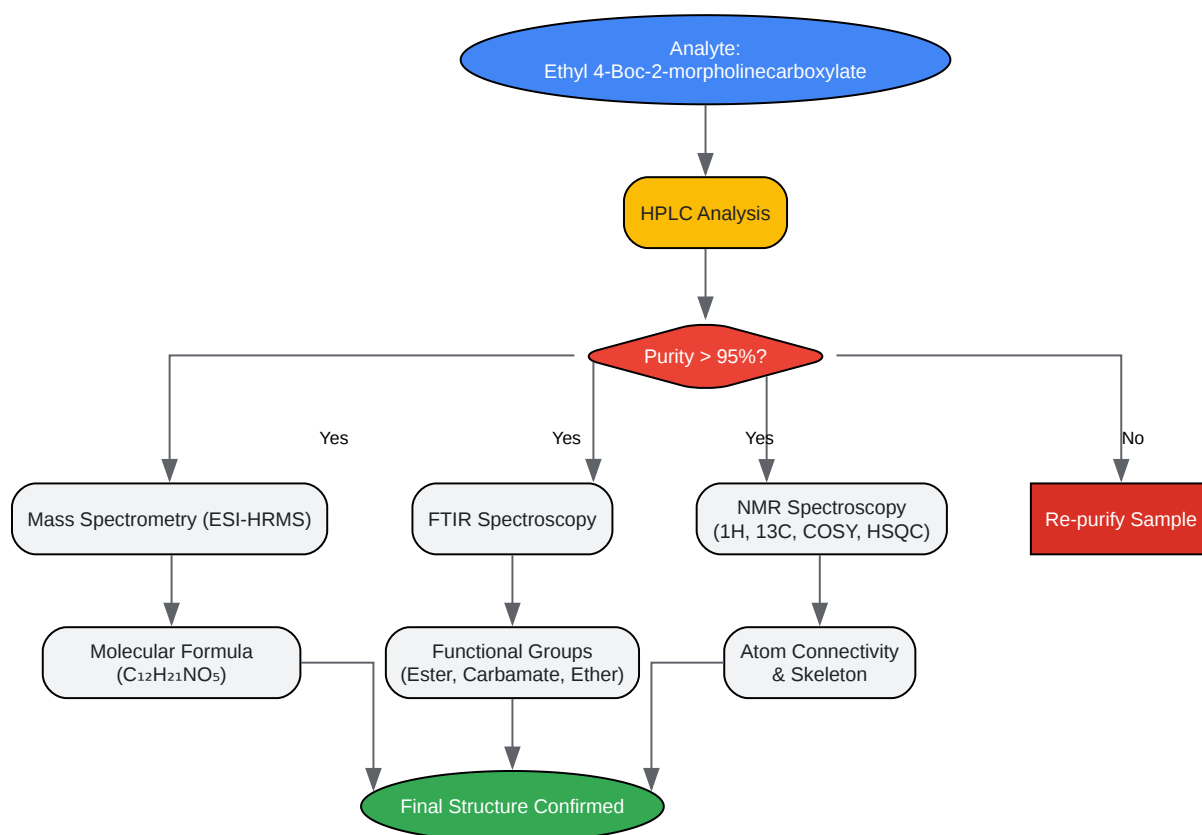 Analyte:
Ethyl 4-Boc-2-morpholinecarboxylate
HPLC Analysis
Purity > 95%?
Yes
Yes
Yes
No
Mass Spectrometry (ESI-HRMS)
FTIR Spectroscopy
NMR Spectroscopy
(1H, 13C, COSY, HSQC)
Re-purify Sample
Molecular Formula
(C₁₂H₂₁NO₅)
Functional Groups
(Ester, Carbamate, Ether)
Atom Connectivity
& Skeleton
Final Structure Confirmed